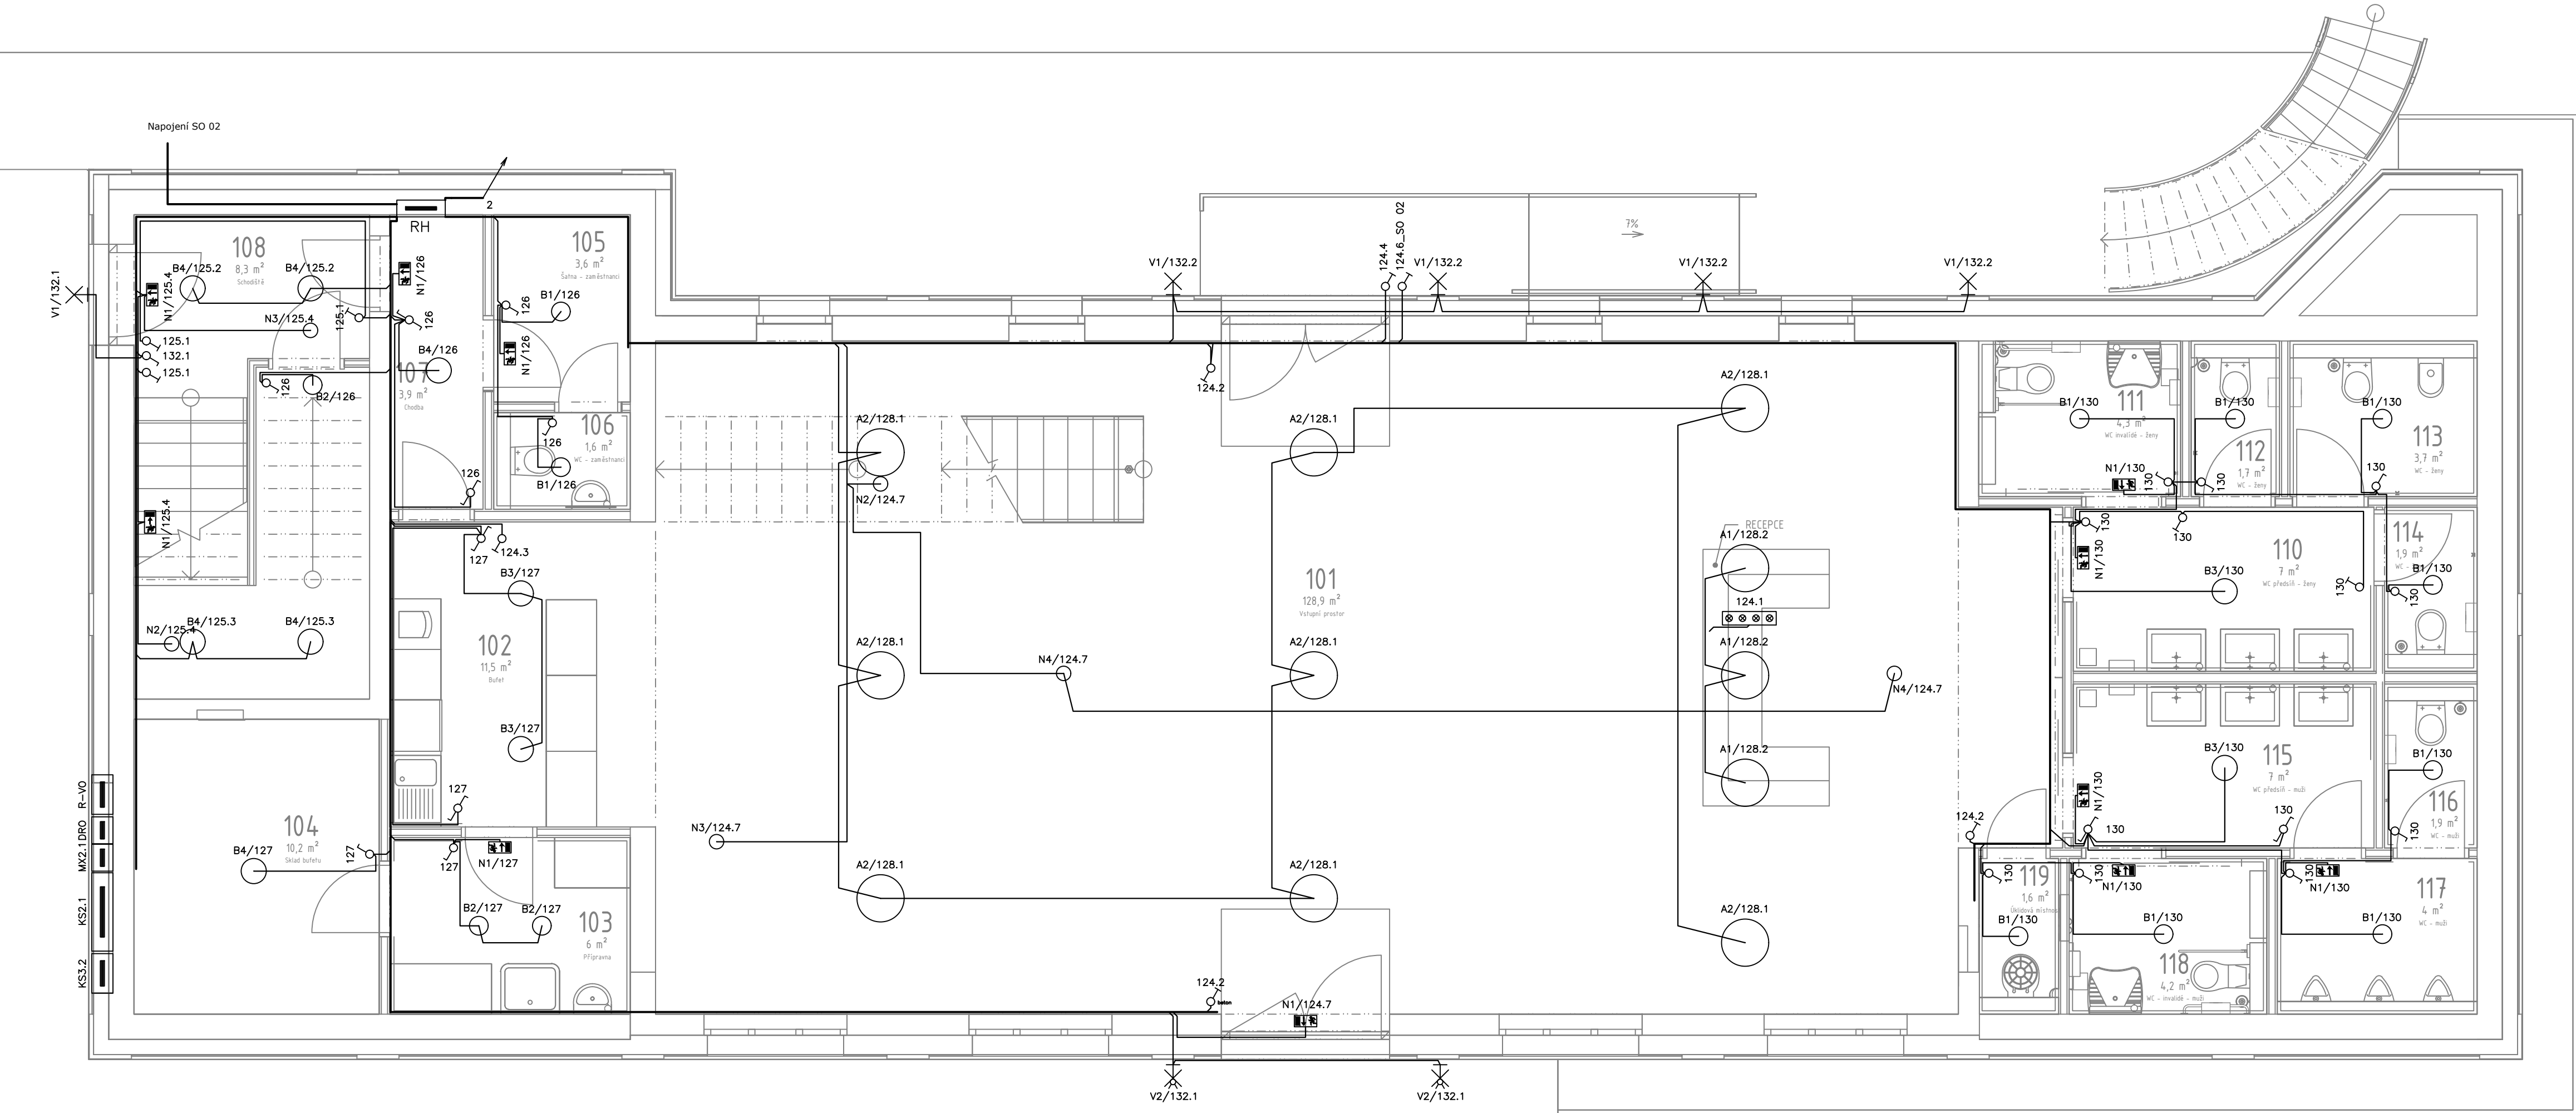 Napojení SO 02
2
RH
108
8,3 m²
Schodiště
B4/125.2
B4/125.2
N1/125.4
N3/125.4
V1/132.1
125.1
132.1
125.1
125.1
126
N1/126
B4/126
107
3,9 m²
Chodba
126
B2/126
126
105
3,6 m²
Šatna - zaměstnanci
B1/126
126
N1/126
106
1,6 m²
WC - zaměstnanci
126
B1/126
N1/125.4
N2/125.4
B4/125.3
B4/125.3
127
124.3
B3/127
102
11,5 m²
Bufet
B3/127
127
R-VO
DRO
MX2.1
KS2.1
KS3.2
104
10,2 m²
Sklad bufetu
B4/127
127
127
N1/127
B2/127
B2/127
103
6 m²
Přípravna
V1/132.2
V1/132.2
V1/132.2
V1/132.2
124.4
124.6_SO 02
7%
124.2
A2/128.1
A2/128.1
A2/128.1
N2/124.7
RECEPCE
A1/128.2
101
128,9 m²
Vstupní prostor
124.1
A2/128.1
A2/128.1
A1/128.2
N4/124.7
N4/124.7
A1/128.2
N3/124.7
A2/128.1
A2/128.1
A2/128.1
124.2
124.2
beton
N1/124.7
V2/132.1
V2/132.1
B1/130
111
4,3 m²
WC invalidé - ženy
N1/130
130
130
B1/130
112
1,7 m²
WC - ženy
B1/130
113
3,7 m²
WC - ženy
130
130
N1/130
130
110
7 m²
WC předsíň - ženy
B3/130
130
114
1,9 m²
WC -
B1/130
130
B3/130
115
7 m²
WC předsíň - muži
N1/130
130
130
B1/130
116
1,9 m²
WC - muži
130
130
119
1,6 m²
Úklidová místnost
B1/130
130
N1/130
B1/130
118
4,2 m²
WC - invalidé - muži
130
N1/130
B1/130
117
4 m²
WC - muži